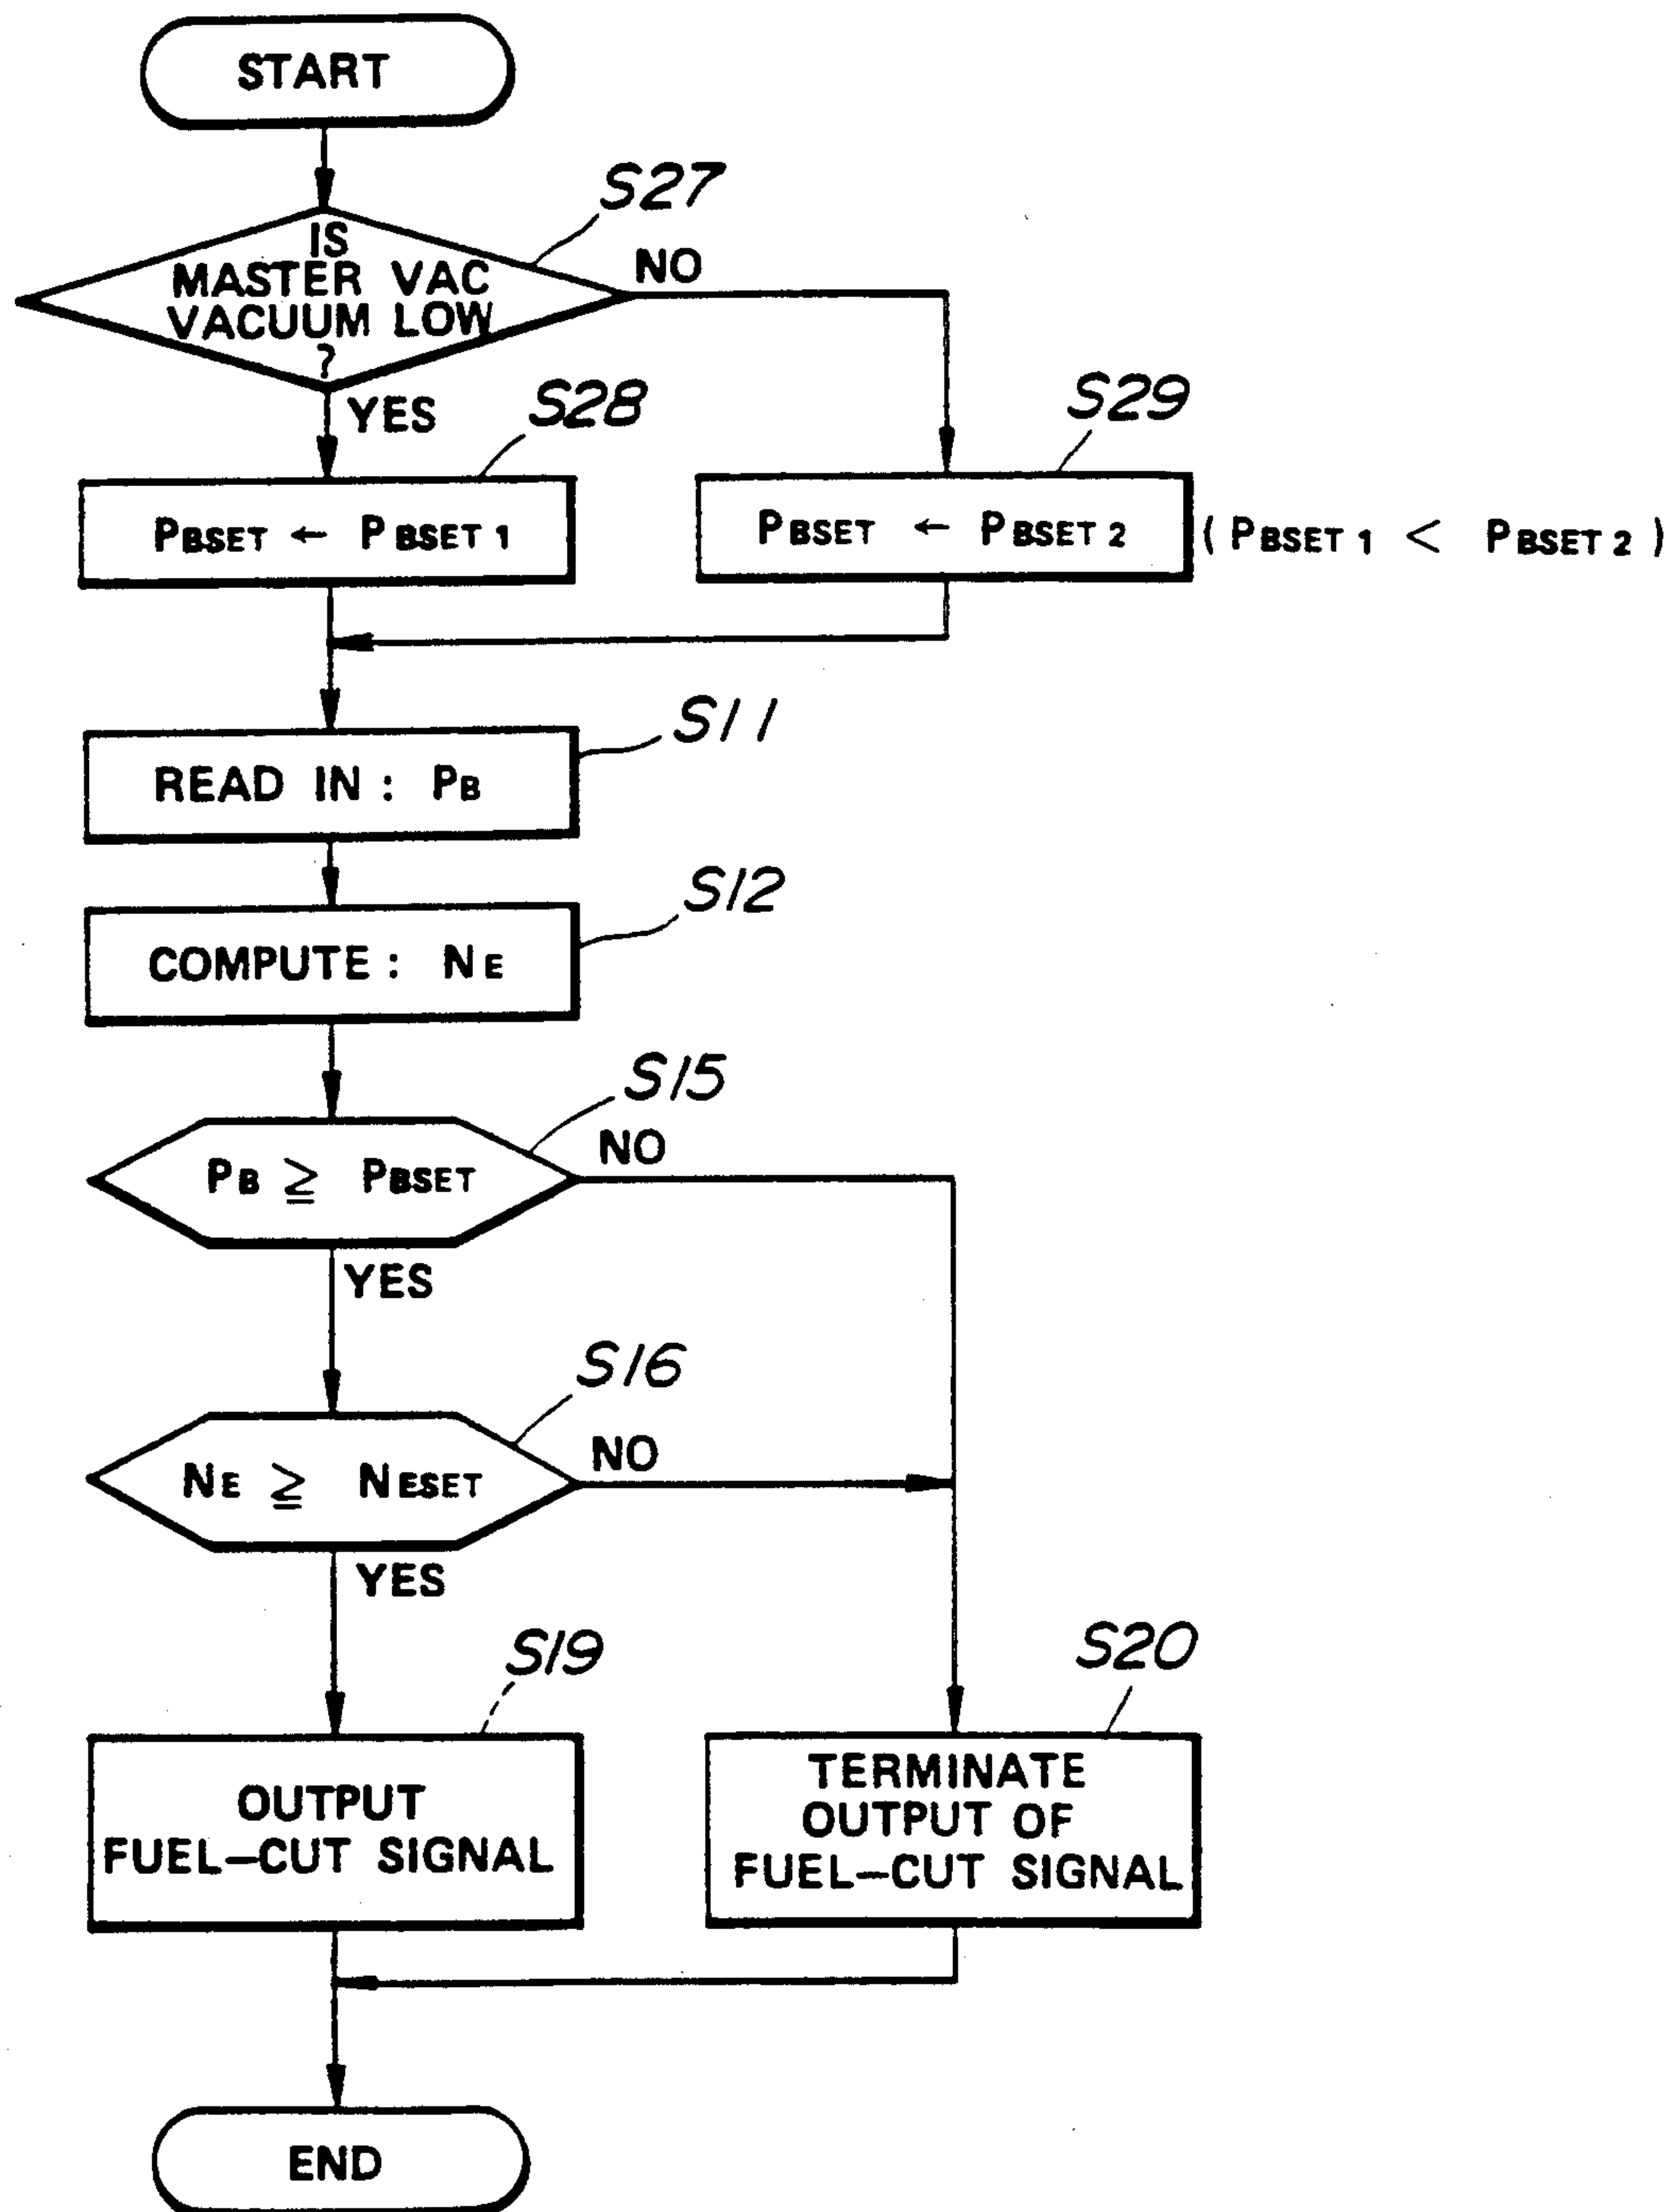 START
S27
IS
MASTER VAC
VACUUM LOW
?
NO
YES
S28
S29
PBSET ← PBSET 1
PBSET ← PBSET 2
( PBSET 1 < PBSET 2 )
S11
READ IN : PB
S12
COMPUTE : NE
S15
PB ≧ PBSET
NO
YES
S16
NE ≧ NESET
NO
YES
S19
S20
OUTPUT
FUEL-CUT SIGNAL
TERMINATE
OUTPUT OF
FUEL-CUT SIGNAL
END